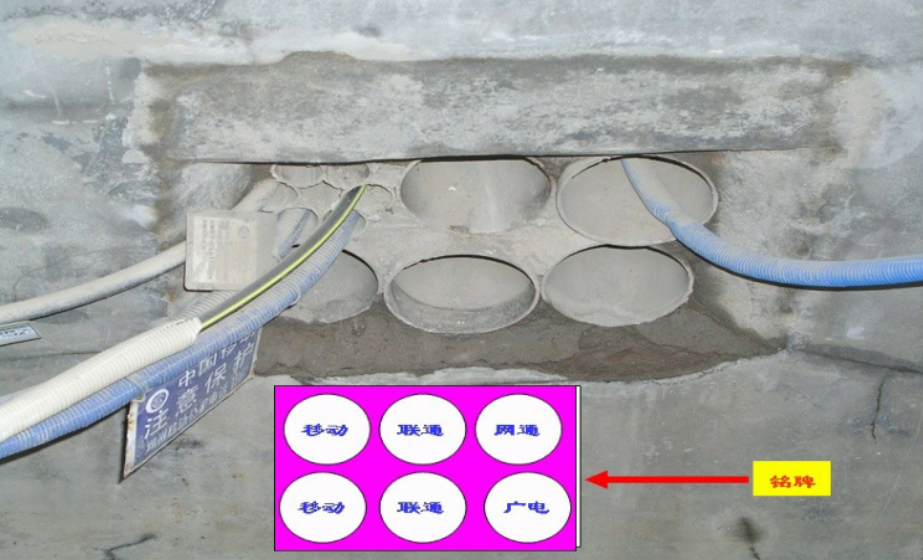 中国移
注意保护
移动 联通 网通
移动 联通 广电
铭牌